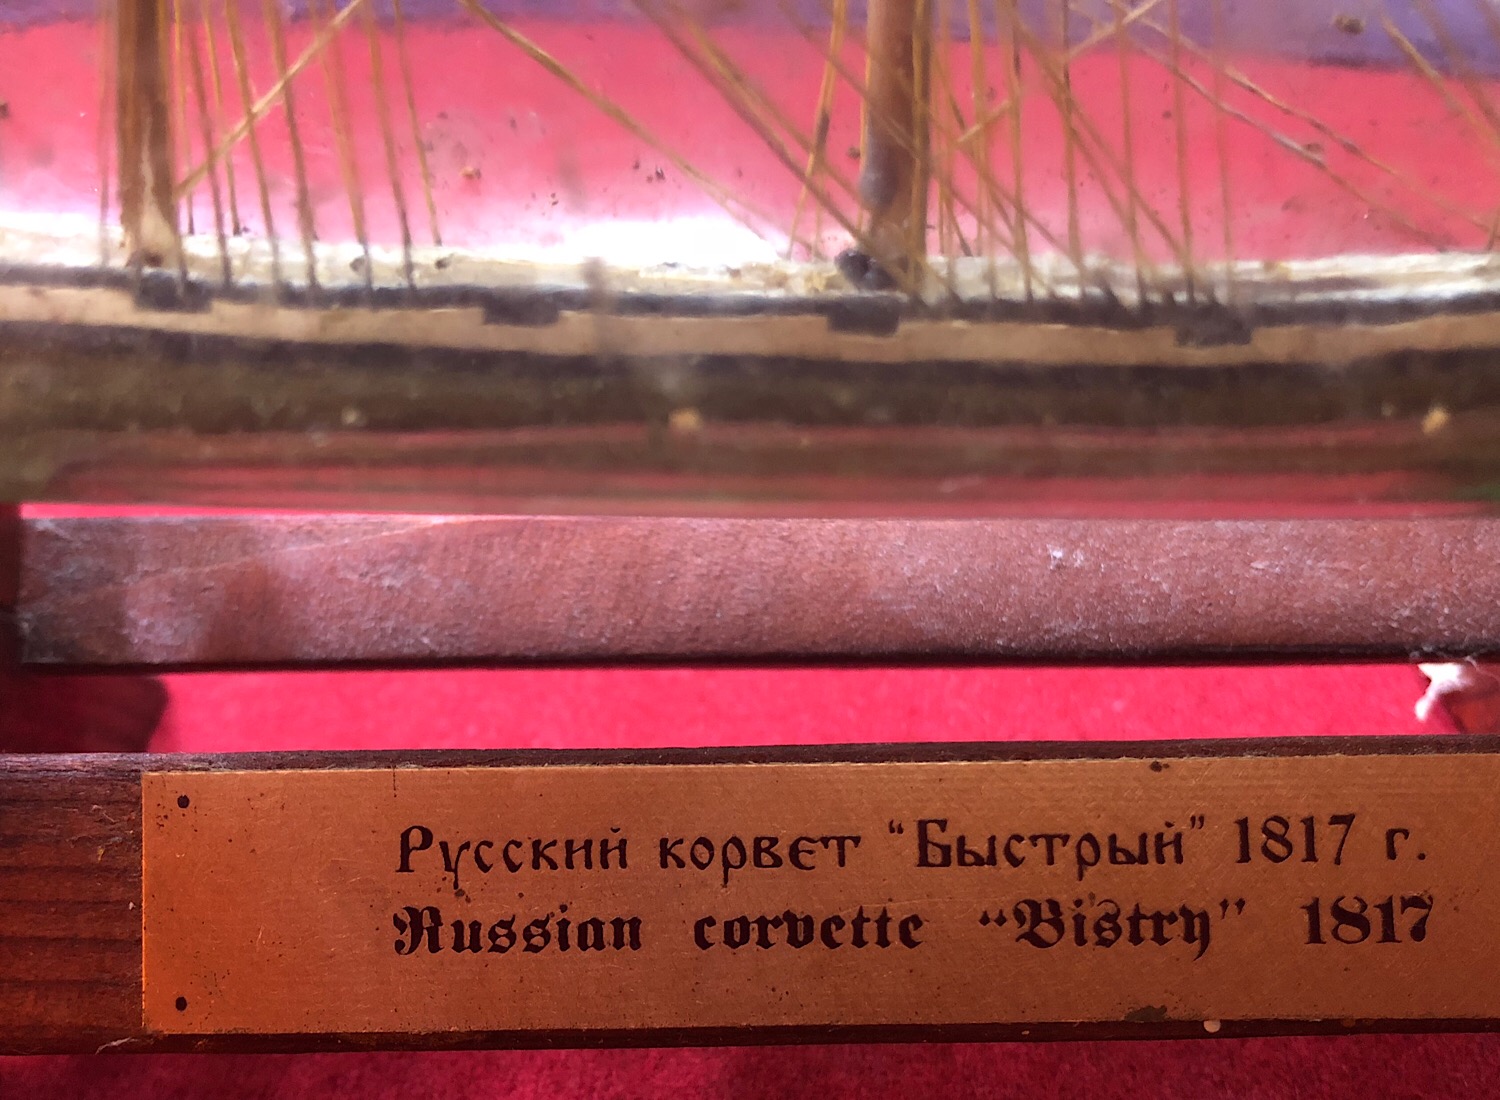 Русский корвет “Быстрый” 1817 г.
Russian corvette “Bistry” 1817